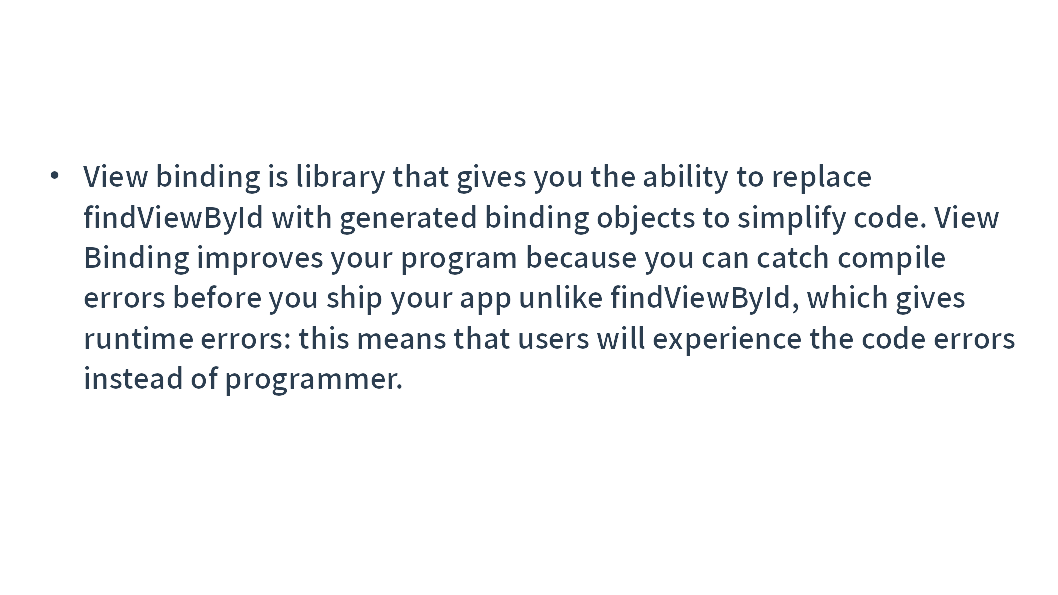 • View binding is library that gives you the ability to replace
findViewById with generated binding objects to simplify code. View
Binding improves your program because you can catch compile
errors before you ship your app unlike findViewById, which gives
runtime errors: this means that users will experience the code errors
instead of programmer.